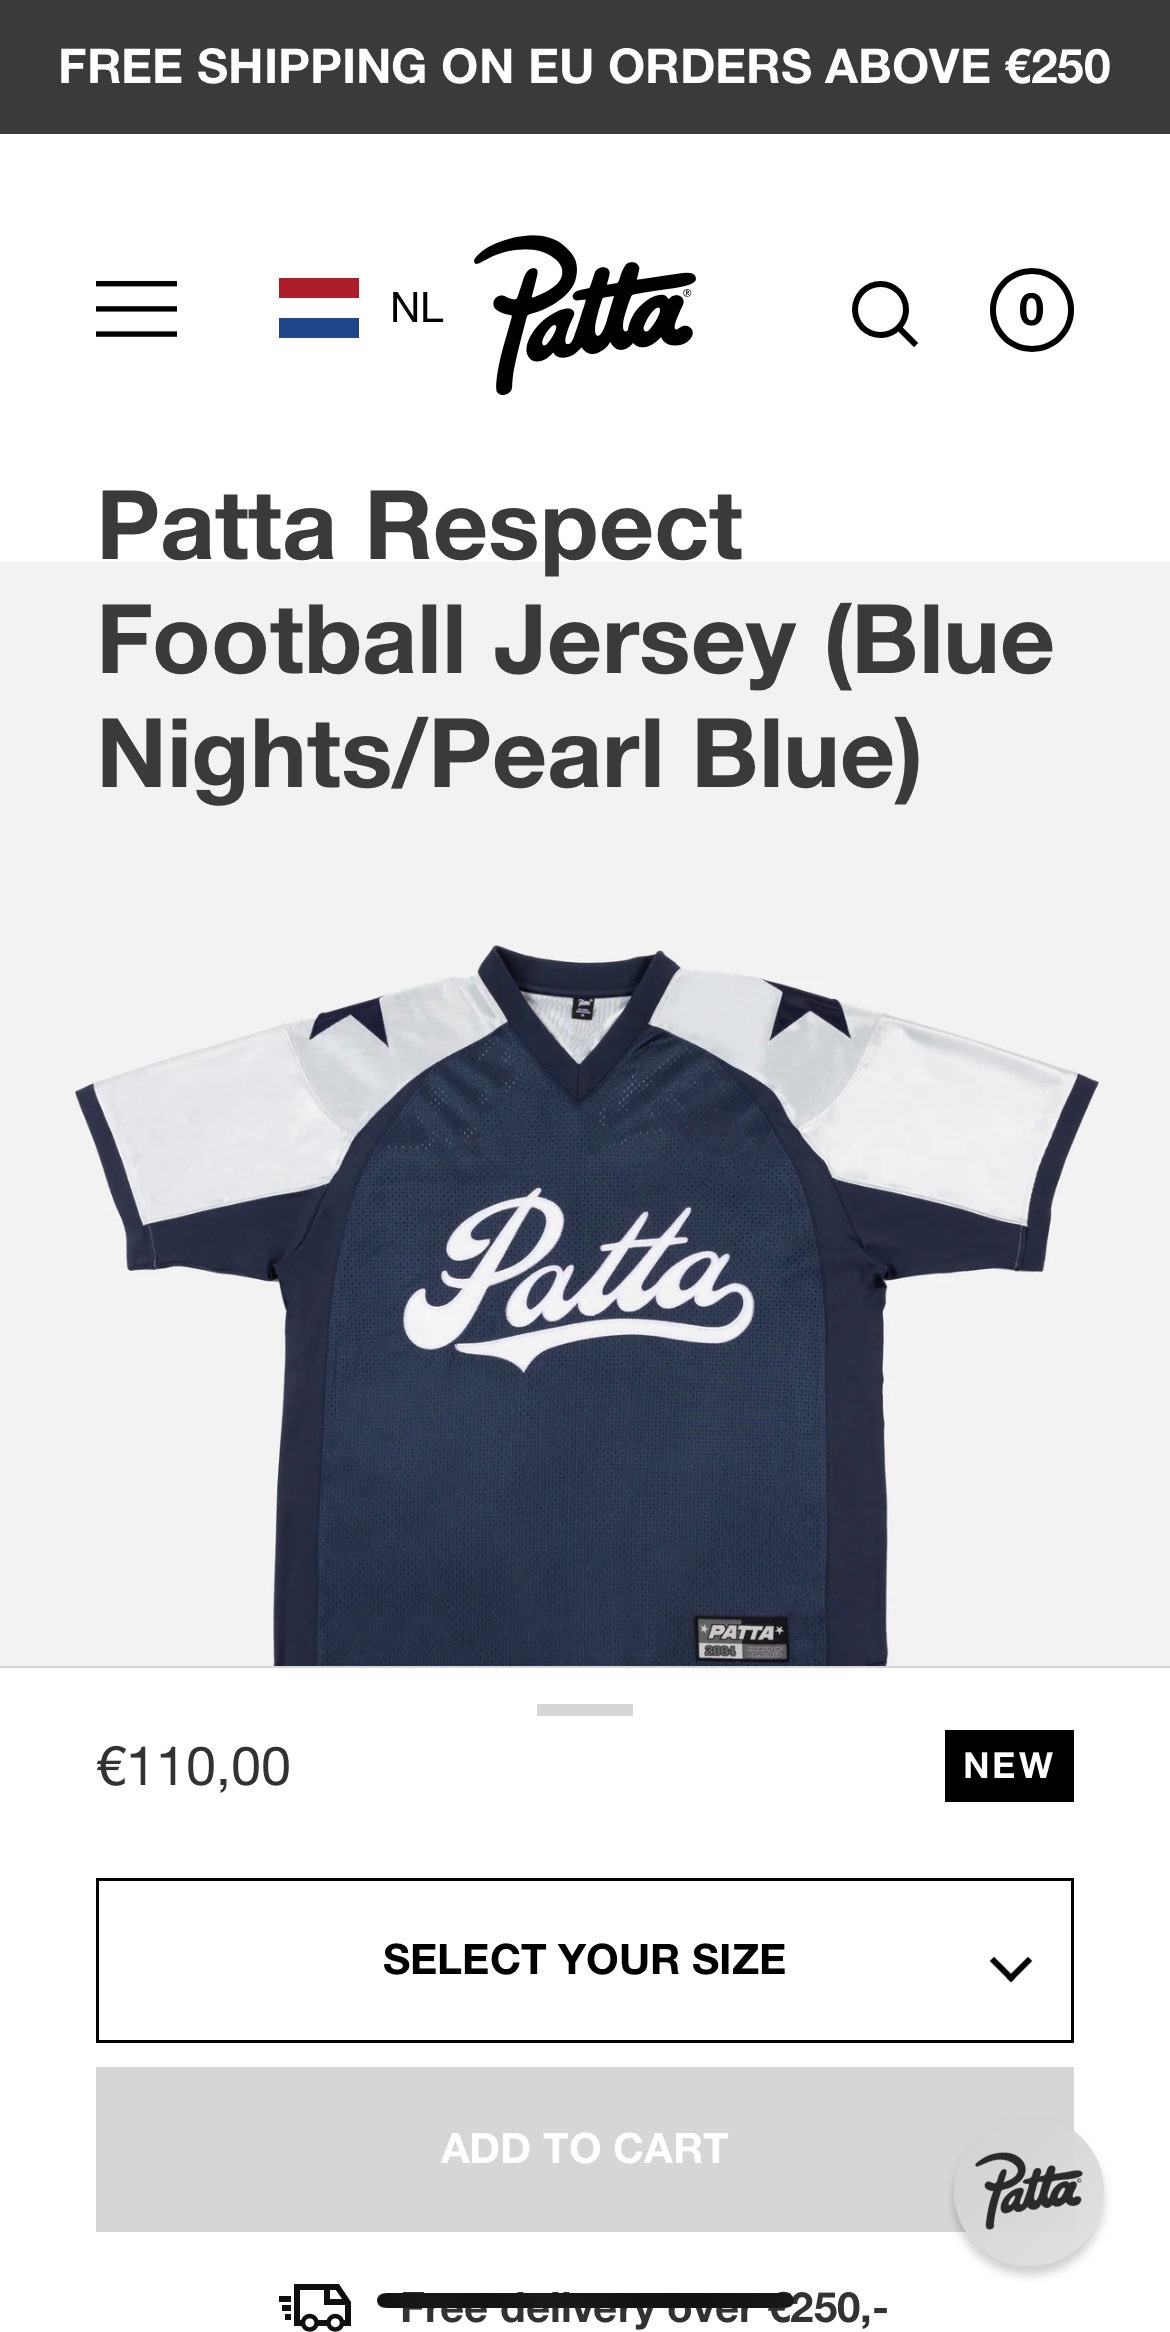 FREE SHIPPING ON EU ORDERS ABOVE €250
NL
Patta®
0
Patta Respect
Football Jersey (Blue
Nights/Pearl Blue)
Patta
Patta
PATTA
€110,00
NEW
SELECT YOUR SIZE
ADD TO CART
Patta
Free delivery over €250,-